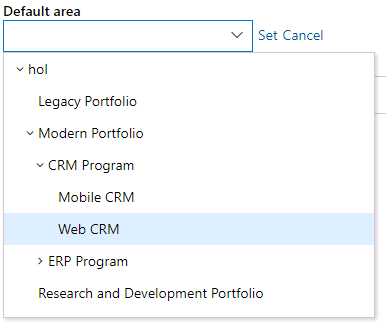 Default area
Set Cancel
hol
Legacy Portfolio
Modern Portfolio
CRM Program
Mobile CRM
Web CRM
ERP Program
Research and Development Portfolio